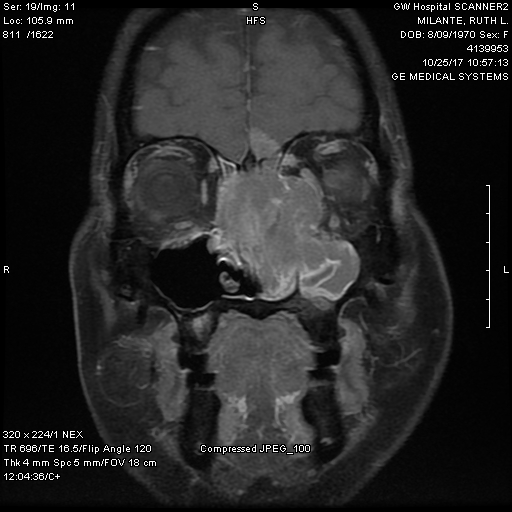 Ser: 19/Img: 11
Loc: 105.9 mm
811 /1622
S
HFS
GW Hospital SCANNER2
MILANTE, RUTH L.
DOB: 8/09/1970 Sex: F
4139953
10/25/17 10:57:13
GE MEDICAL SYSTEMS
R
L
320 x 224/1 NEX
TR 696/TE 16.5/Flip Angle 120
Thk 4 mm Spc 5 mm/FOV 18 cm
12:04:36/C+
Compressed JPEG_100